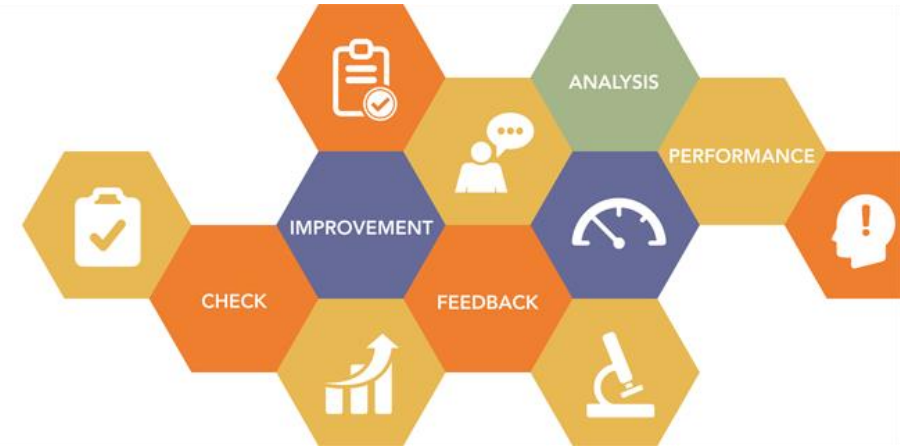 ANALYSIS
PERFORMANCE
IMPROVEMENT
CHECK
FEEDBACK